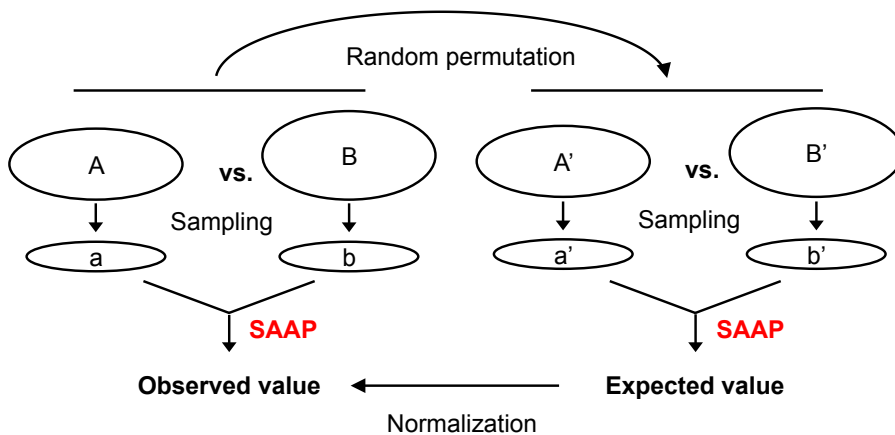 Random permutation
A
vs.
B
A’
vs.
B’
Sampling
Sampling
a
b
a’
b’
SAAP
SAAP
Observed value
Expected value
Normalization